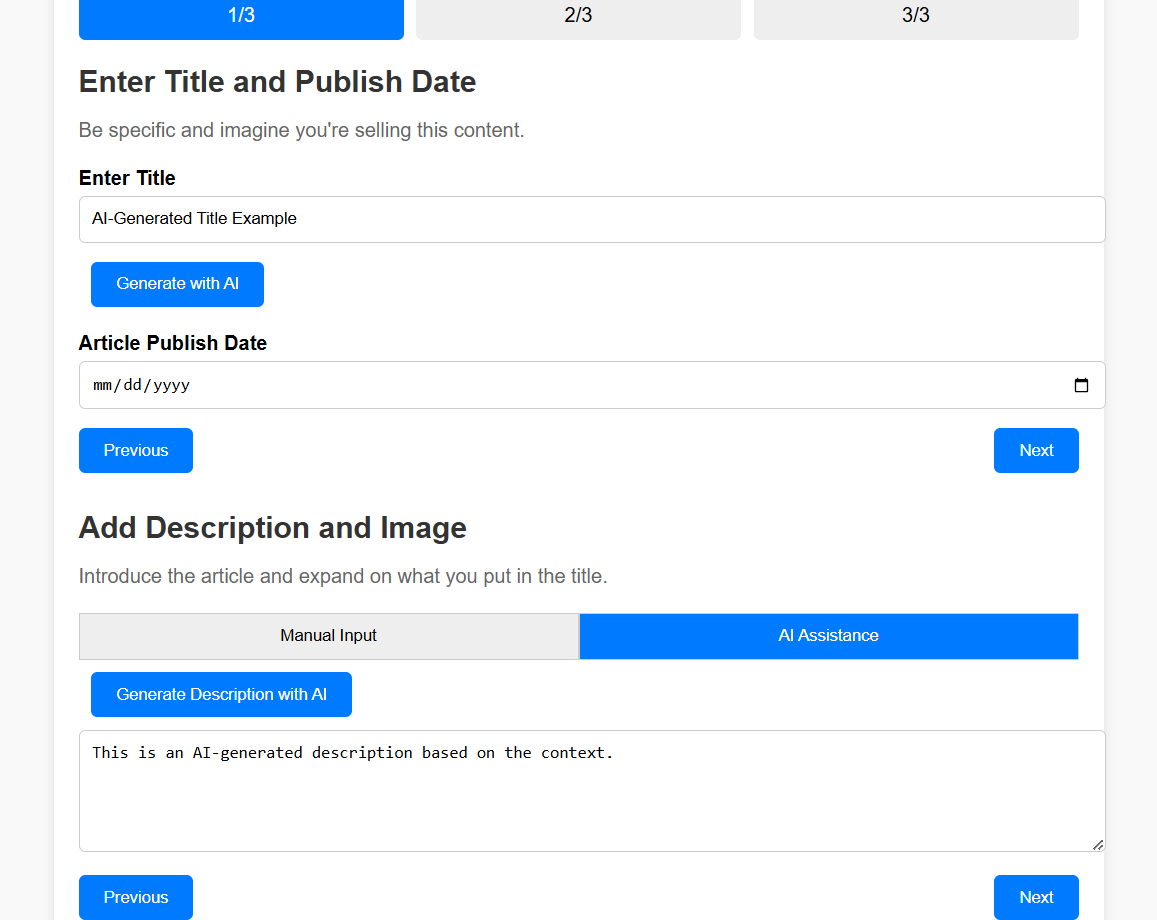 1/3 2/3 3/3
Enter Title and Publish Date
Be specific and imagine you're selling this content.
Enter Title
AI-Generated Title Example
Generate with AI
Article Publish Date
mm/dd/yyyy
Previous Next
Add Description and Image
Introduce the article and expand on what you put in the title.
Manual Input AI Assistance
Generate Description with AI
This is an AI-generated description based on the context.
Previous Next